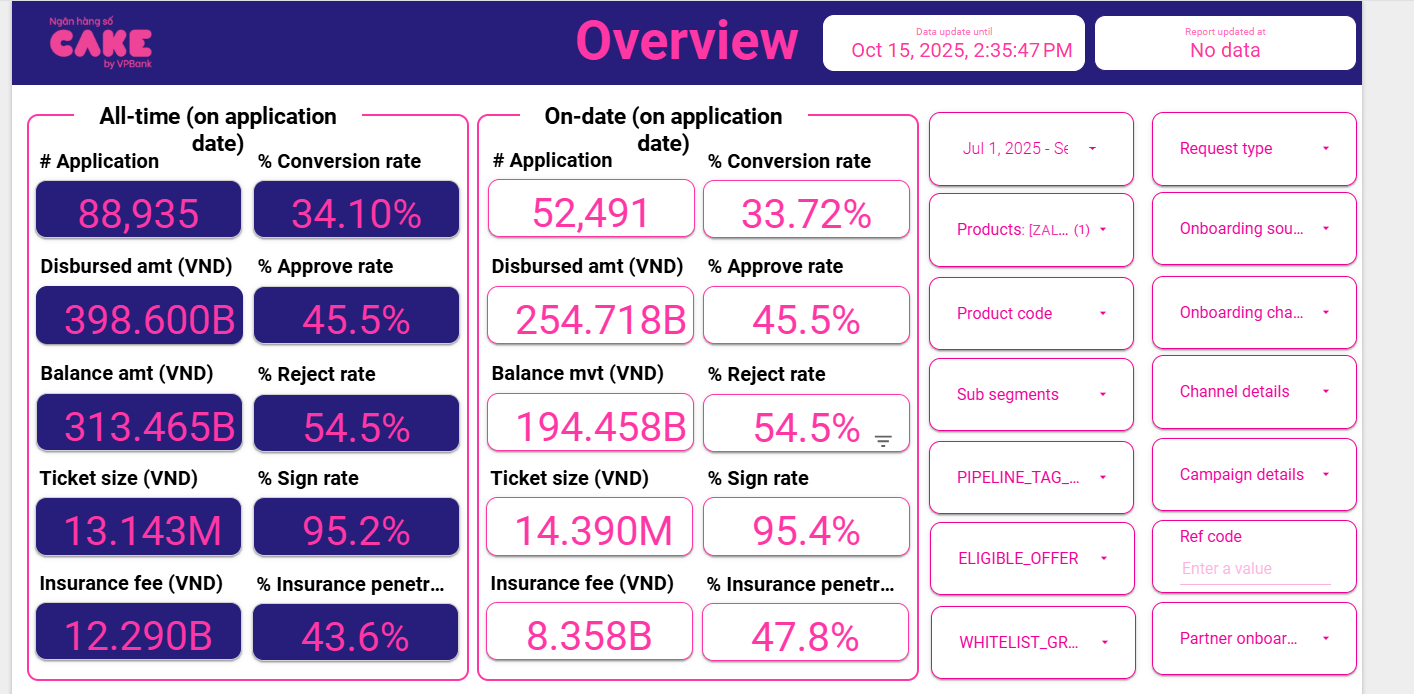 Ngân hàng số
CAKE
by VPBank
Overview
Data update until
Oct 15, 2025, 2:35:47 PM
Report updated at
No data
All-time (on application
date)
# Application
% Conversion rate
88,935
34.10%
Disbursed amt (VND)
% Approve rate
398.600B
45.5%
Balance amt (VND)
% Reject rate
313.465B
54.5%
Ticket size (VND)
% Sign rate
13.143M
95.2%
Insurance fee (VND)
% Insurance penetr...
12.290B
43.6%
On-date (on application
date)
# Application
% Conversion rate
52,491
33.72%
Disbursed amt (VND)
% Approve rate
254.718B
45.5%
Balance mvt (VND)
% Reject rate
194.458B
54.5%
Ticket size (VND)
% Sign rate
14.390M
95.4%
Insurance fee (VND)
% Insurance penetr...
8.358B
47.8%
Jul 1, 2025 - Se
Request type
Products: [ZAL... (1)
Onboarding sou...
Product code
Onboarding cha...
Sub segments
Channel details
PIPELINE_TAG_...
Campaign details
ELIGIBLE_OFFER
Ref code
Enter a value
WHITELIST_GR...
Partner onboar...